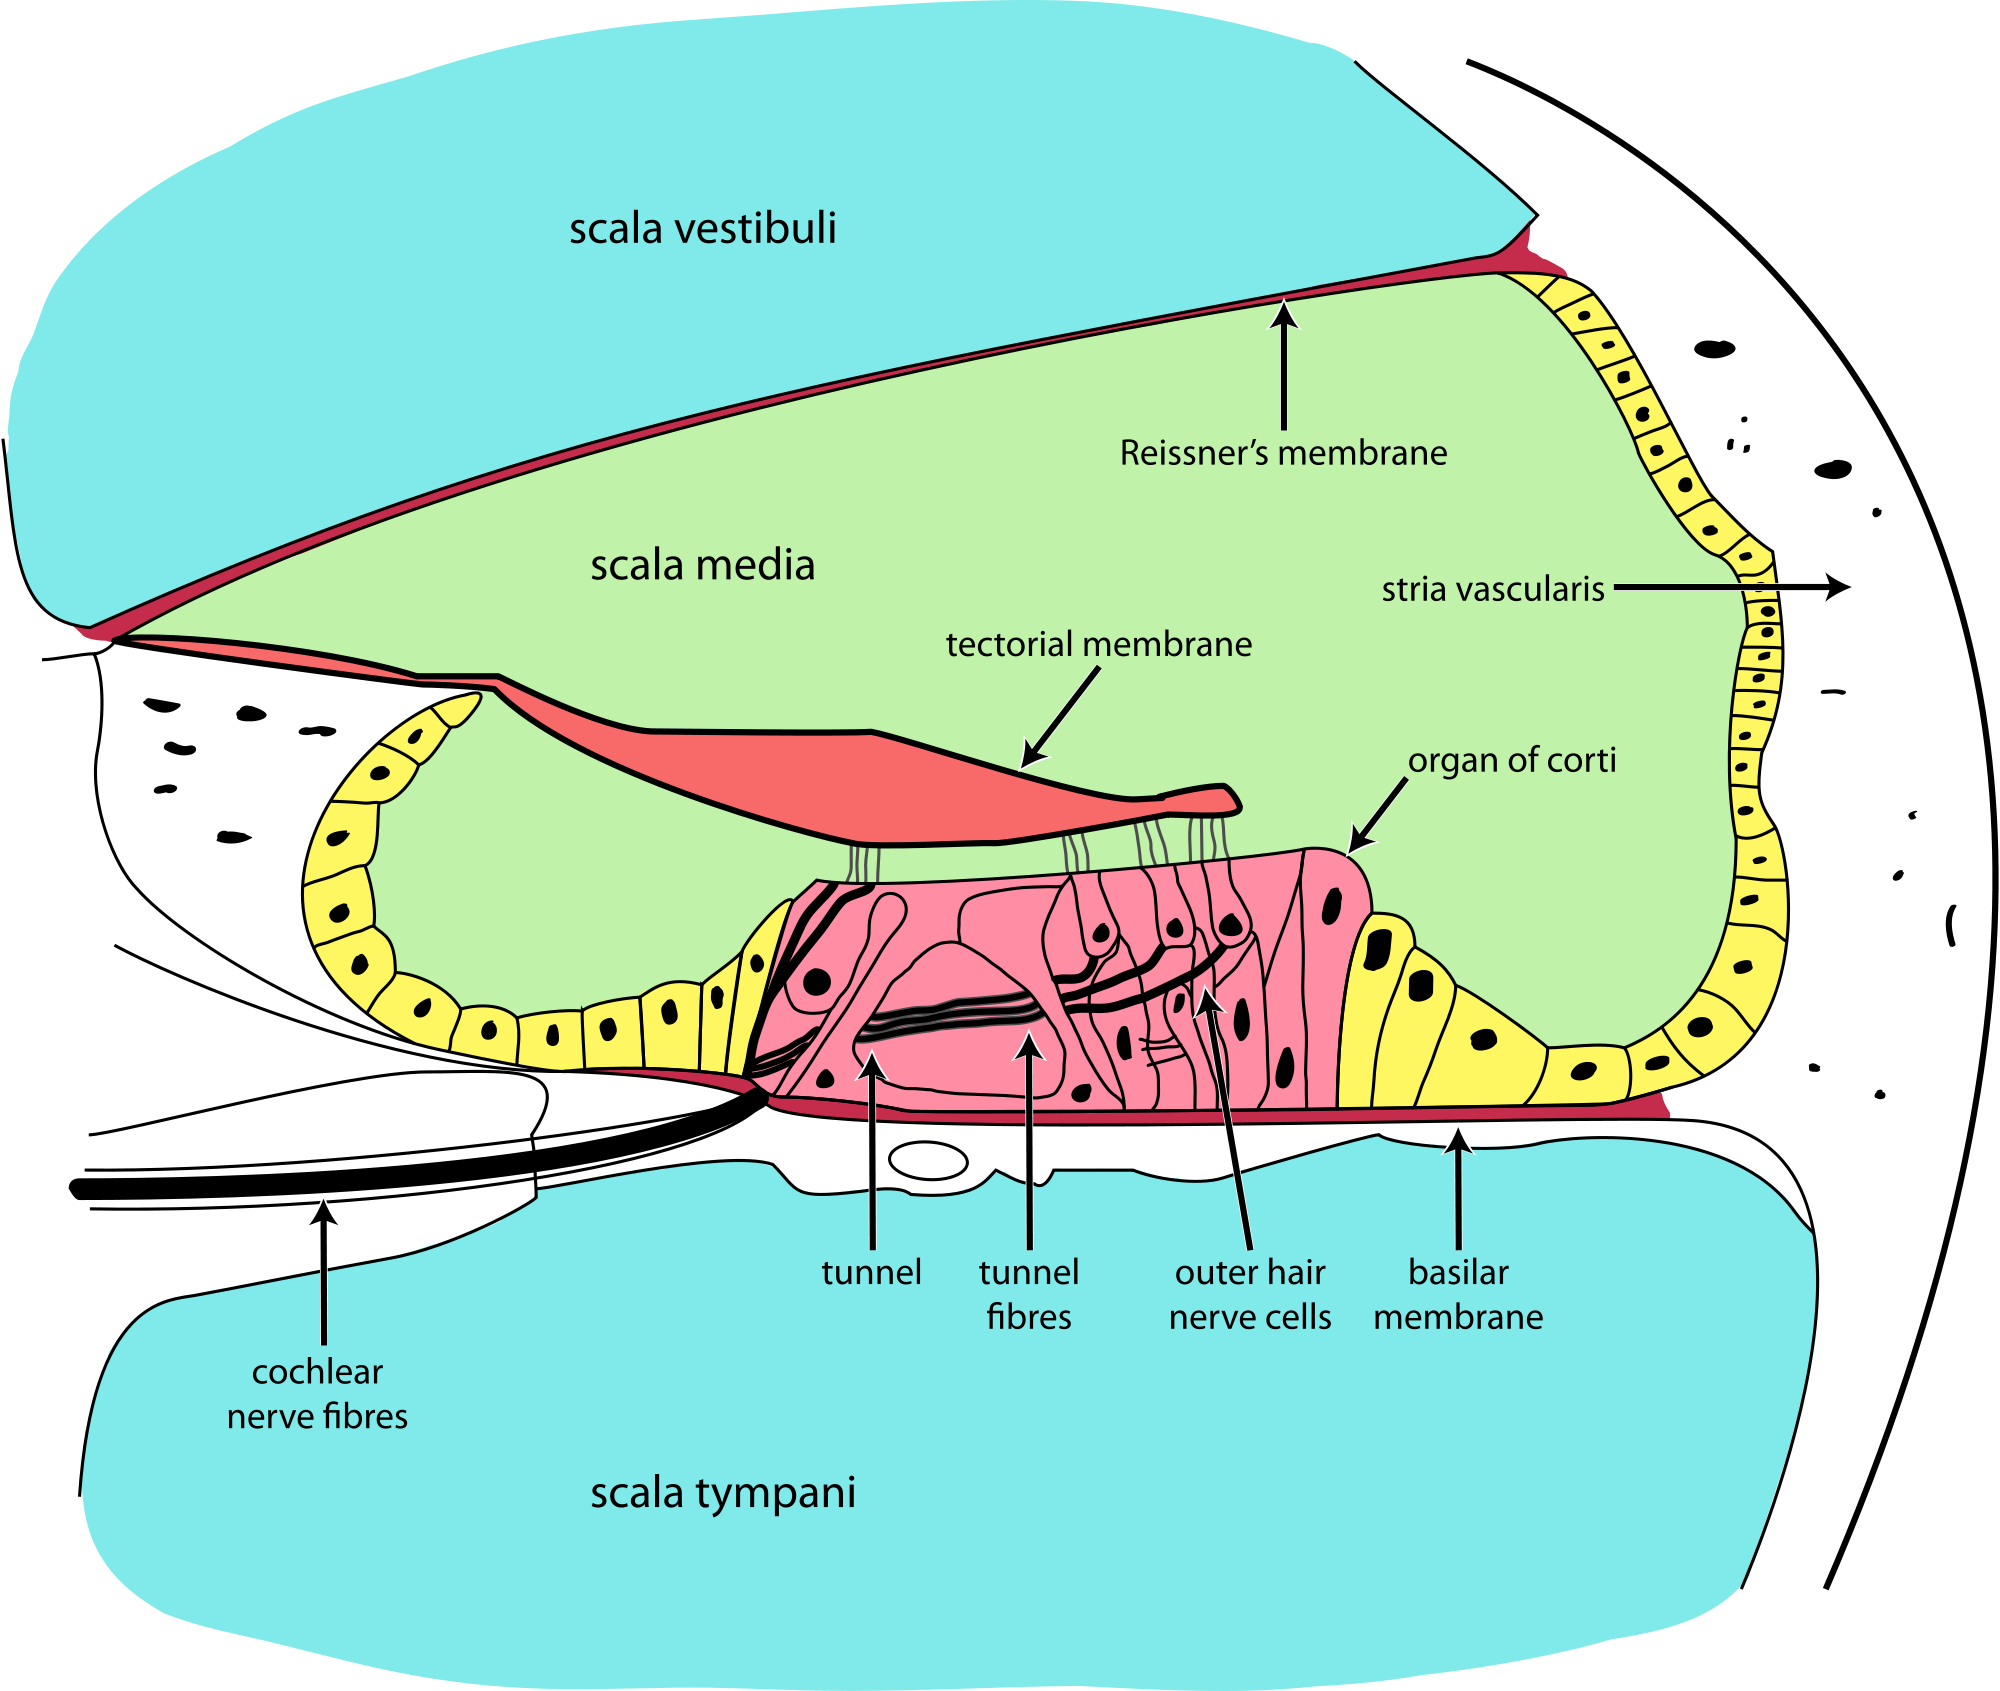 scala vestibuli
Reissner’s membrane
scala media
stria vascularis
tectorial membrane
organ of corti
tunnel
tunnel
fibres
outer hair
nerve cells
basilar
membrane
cochlear
nerve fibres
scala tympani